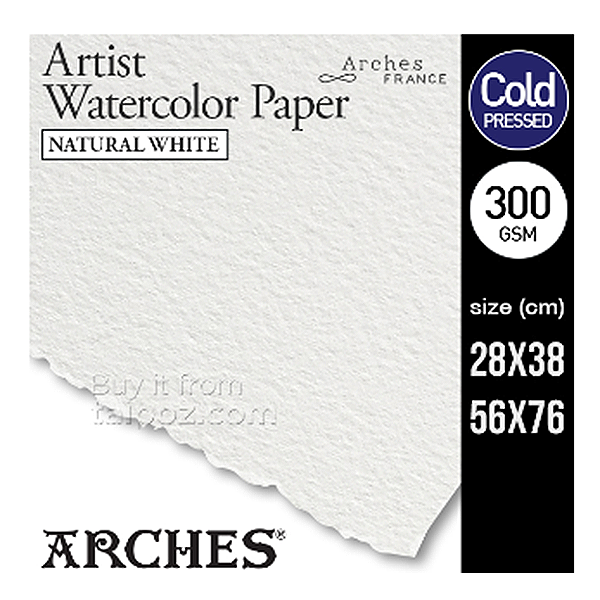 Artist
Watercolor Paper
NATURAL WHITE
Arches
FRANCE
Cold
PRESSED
300
GSM
size (cm)
28X38
56X76
Buy it from
talgoz.com
ARCHES®